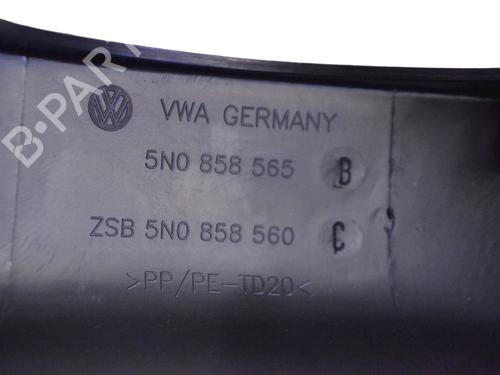 B-PARTS
VWA GERMANY
5N0 858 565 B
ZSB 5N0 858 560 C
>PP/PE-TD20<